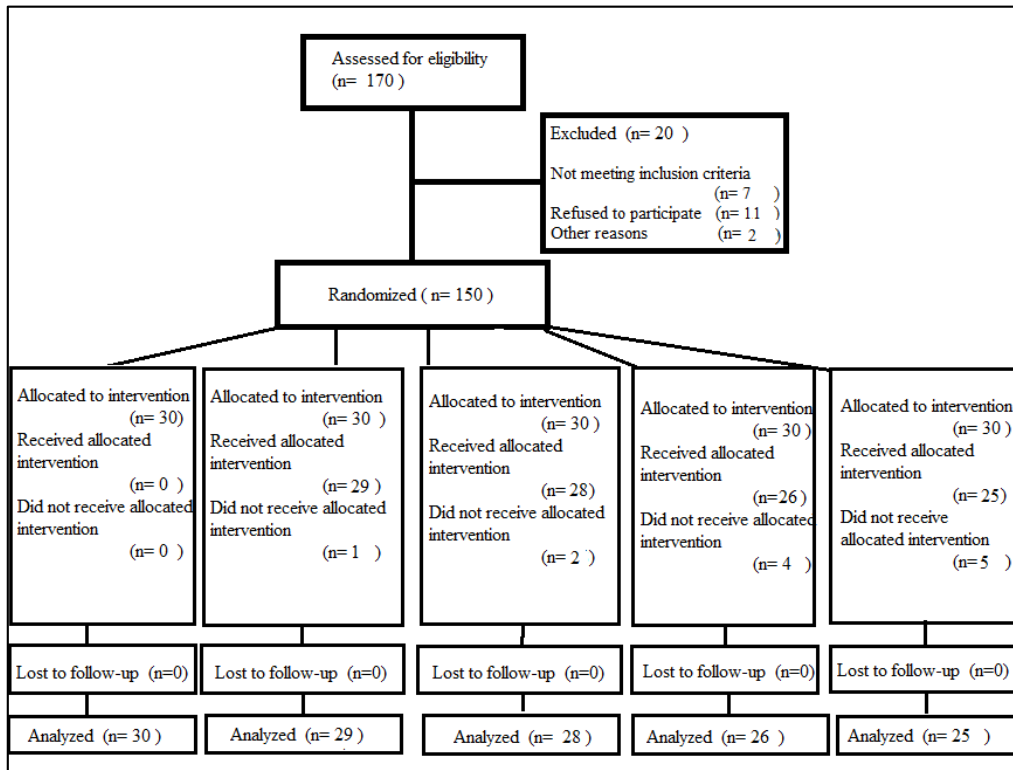 Assessed for eligibility
(n= 170 )
Excluded (n= 20 )
Not meeting inclusion criteria
(n= 7 )
Refused to participate (n= 11 )
Other reasons (n= 2 )
Randomized ( n= 150 )
Allocated to intervention
(n= 30)
Received allocated
intervention
(n= 0 )
Did not receive allocated
intervention
(n= 0 )
Allocated to intervention
(n= 30 )
Received allocated
intervention
(n= 29 )
Did not receive allocated
intervention
(n= 1 )
Allocated to intervention
(n= 30 )
Received allocated
intervention
(n= 28)
Did not receive allocated
intervention
(n= 2 )
Allocated to intervention
(n= 30 )
Received allocated
intervention
(n=26 )
Did not receive allocated
intervention
(n= 4 )
Allocated to intervention
(n= 30 )
Received allocated
intervention
(n= 25)
Did not receive
allocated intervention
(n= 5 )
Lost to follow-up (n=0)
Lost to follow-up (n=0)
Lost to follow-up (n=0)
Lost to follow-up (n=0)
Lost to follow-up (n=0)
Analyzed (n= 30 )
Analyzed (n= 29 )
Analyzed (n= 28 )
Analyzed (n= 26 )
Analyzed (n= 25 )